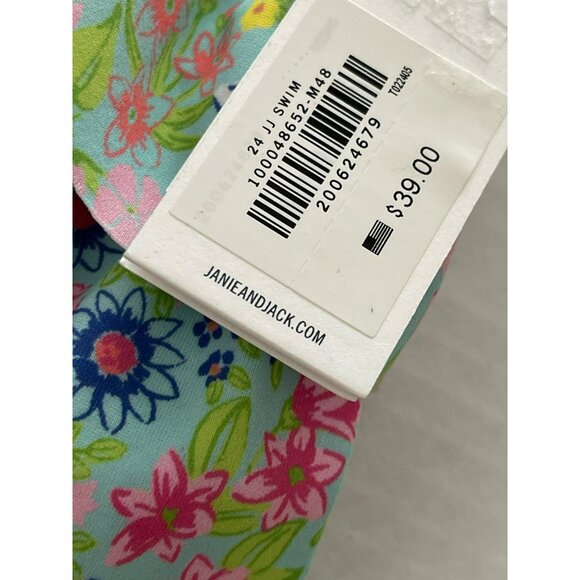 24 JJ SWIM
100048652-M48
200624679
T022405
$39.00
JANIEANDJACK.COM